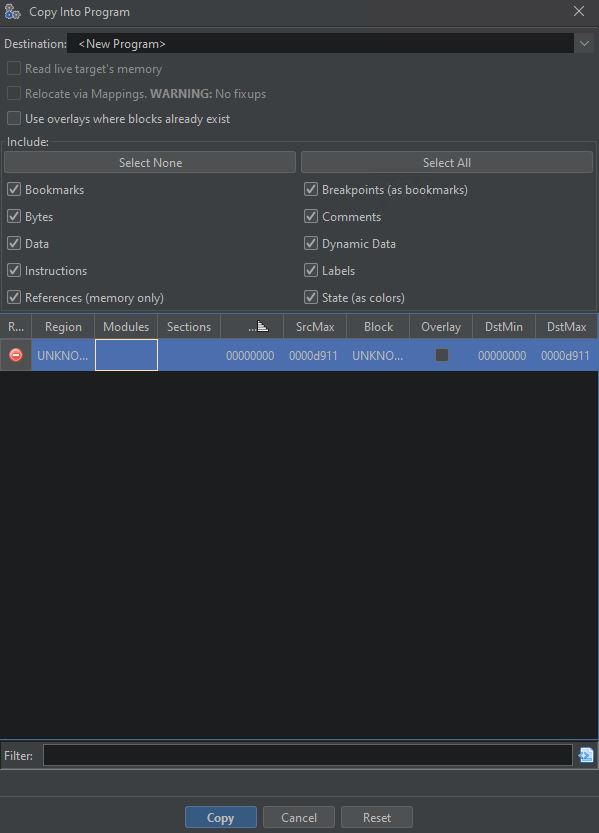 Copy Into Program
Destination: <New Program>
Read live target's memory
Relocate via Mappings. WARNING: No fixups
Use overlays where blocks already exist
Include:
Select None Select All
Bookmarks Breakpoints (as bookmarks)
Bytes Comments
Data Dynamic Data
Instructions Labels
References (memory only) State (as colors)
R... Region Modules Sections ... SrcMax Block Overlay DstMin DstMax
UNKNO... 00000000 0000d911 UNKNO... 00000000 0000d911
Filter:
Copy Cancel Reset